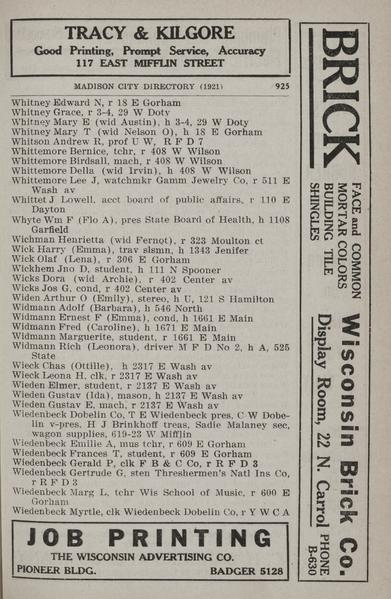 TRACY & KILGORE
Good Printing, Prompt Service, Accuracy
117 EAST MIFFLIN STREET
MADISON CITY DIRECTORY (1921) 925
Whitney Edward N, r 18 E Gorham
Whitney Grace, r 3-4, 29 W Doty
Whitney Mary E (wid Austin), h 3-4, 29 W Doty
Whitney Mary T (wid Nelson O), h 18 E Gorham
Whitson Andrew R, prof U W, R F D 7
Whittemore Bernice, tchr, r 408 W Wilson
Whittemore Birdsall, mach, r 408 W Wilson
Whittemore Della (wid Irvin), h 408 W Wilson
Whittemore Lee J, watchmkr Gamm Jewelry Co, r 511 E
Wash av
Whittet J Lowell, acct board of public affairs, r 110 E
Dayton
Whyte Wm F (Flo A), pres State Board of Health, h 1108
Garfield
Wichman Henrietta (wid Fernot), r 323 Moulton ct
Wick Harry (Emma), trav slsmn, h 1343 Jenifer
Wick Olaf (Lena), r 306 E Gorham
Wickhem Jno D, student, h 111 N Spooner
Wicks Dora (wid Archie), r 402 Center av
Wicks Jos G, cond, r 402 Center av
Widen Arthur O (Emily), stereo, h U, 121 S Hamilton
Widmann Adolf (Barbara), h 546 North
Widmann Ernest F (Emma), cond, h 1661 E Main
Widmann Fred (Caroline), h 1671 E Main
Widmann Marguerite, student, r 1661 E Main
Widmann Rich (Leonora), driver M F D No 2, h A, 525
State
Wieck Chas (Ottille), h 2317 E Wash av
Wieck Leona H, clk, r 2317 E Wash av
Wieden Elmer, student, r 2137 E Wash av
Wieden Gustav (Ida), mason, h 2137 E Wash av
Wieden Gustav E, mach, r 2137 E Wash av
Wiedenbeck Dobelin Co, T E Wiedenbeck pres, C W Dobe-
lin v-pres, H J Brinkhoff treas, Sadie Malaney sec,
wagon supplies, 619-23 W Mifflin
Wiedenbeck Emilie A, mus tchr, r 609 E Gorham
Wiedenbeck Frances T, student, r 609 E Gorham
Wiedenbeck Gerald P, clk F B & C Co, r R F D 3
Wiedenbeck Gertrude G, sten Threshermen's Natl Ins Co,
r R F D 3
Wiedenbeck Marg L, tchr Wis School of Music, r 600 E
Gorham
Wiedenbeck Myrtle, clk Wiedenbeck Dobelin Co, r Y W C A
JOB PRINTING
THE WISCONSIN ADVERTISING CO.
PIONEER BLDG. BADGER 5128
BRICK
FACE and COMMON
MORTAR COLORS
BUILDING TILE
SHINGLES
Wisconsin Brick Co.
Display Room, 22 N. Carrol
PHONE
B-630